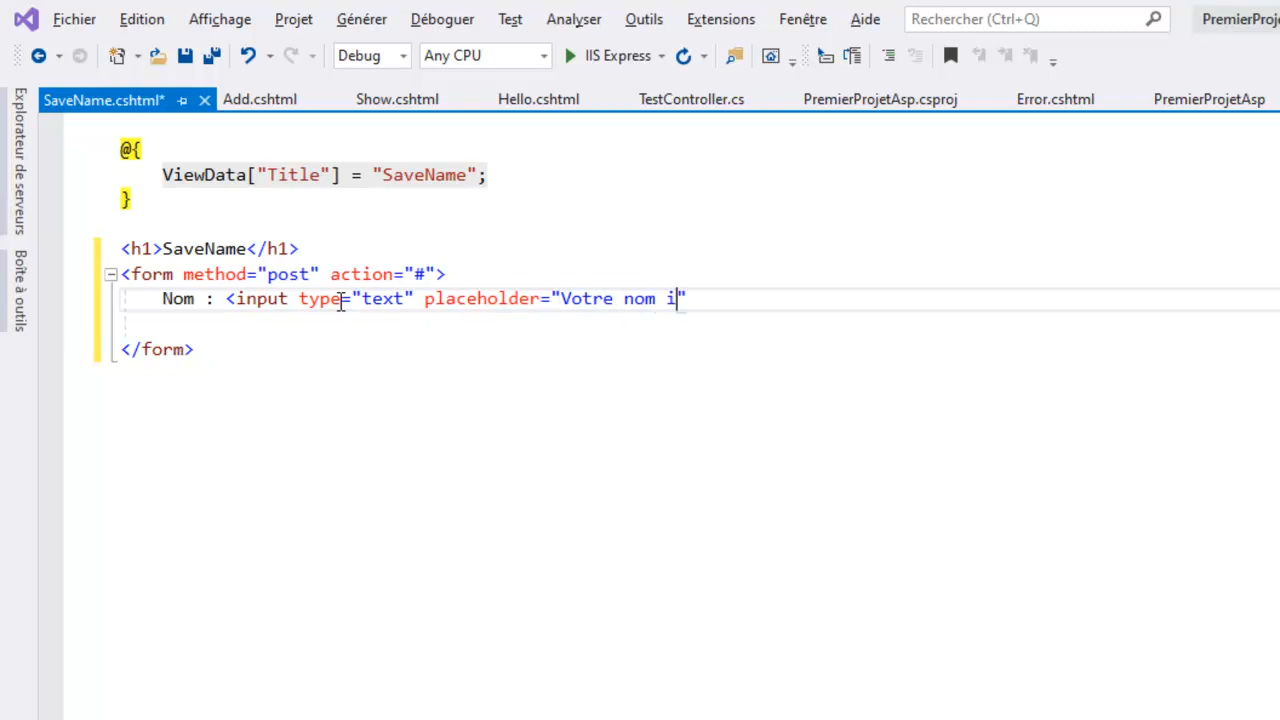 Fichier Edition Affichage Projet Générer Déboguer Test Analyser Outils Extensions Fenêtre Aide Rechercher (Ctrl+Q) PremierProje
Debug Any CPU IIS Express
SaveName.cshtml* Add.cshtml Show.cshtml Hello.cshtml TestController.cs PremierProjetAsp.csproj Error.cshtml PremierProjetAsp
Explorateur de serveurs
Boîte à outils
@{
ViewData["Title"] = "SaveName";
}
<h1>SaveName</h1>
<form method="post" action="#">
Nom : <input type="text" placeholder="Votre nom i"
</form>